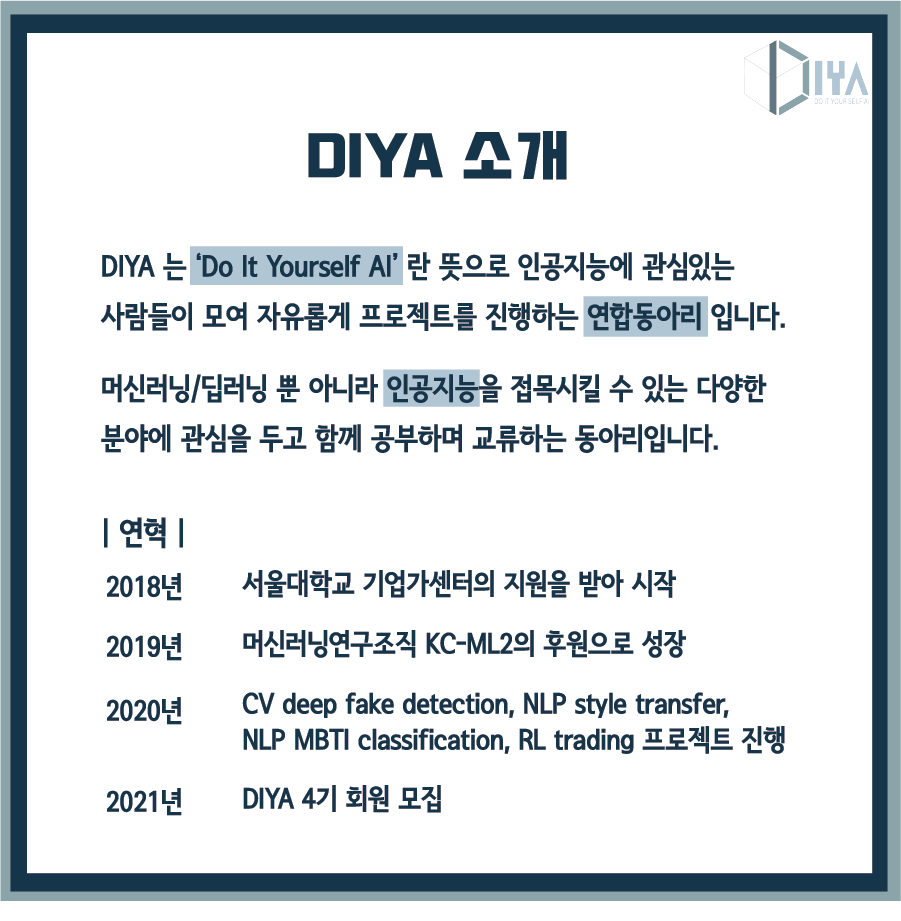 DIYA
DO IT YOUR SELF A.I
DIYA 소개
DIYA 는 ‘Do It Yourself AI’ 란 뜻으로 인공지능에 관심있는
사람들이 모여 자유롭게 프로젝트를 진행하는 연합동아리 입니다.
머신러닝/딥러닝 뿐 아니라 인공지능을 접목시킬 수 있는 다양한
분야에 관심을 두고 함께 공부하며 교류하는 동아리입니다.
| 연혁 |
2018년 서울대학교 기업가센터의 지원을 받아 시작
2019년 머신러닝연구조직 KC-ML2의 후원으로 성장
2020년 CV deep fake detection, NLP style transfer,
NLP MBTI classification, RL trading 프로젝트 진행
2021년 DIYA 4기 회원 모집